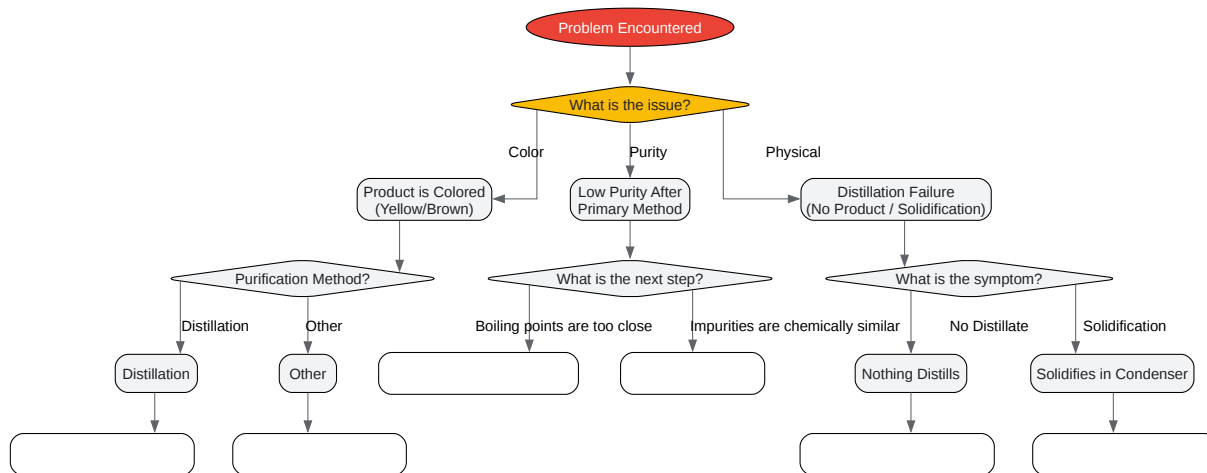 Problem Encountered
What is the issue?
Color
Purity
Physical
Product is Colored
(Yellow/Brown)
Low Purity After
Primary Method
Distillation Failure
(No Product / Solidification)
Purification Method?
What is the next step?
What is the symptom?
Distillation
Other
Boiling points are too close
Impurities are chemically similar
No Distillate
Solidification
Distillation
Other
Nothing Distills
Solidifies in Condenser